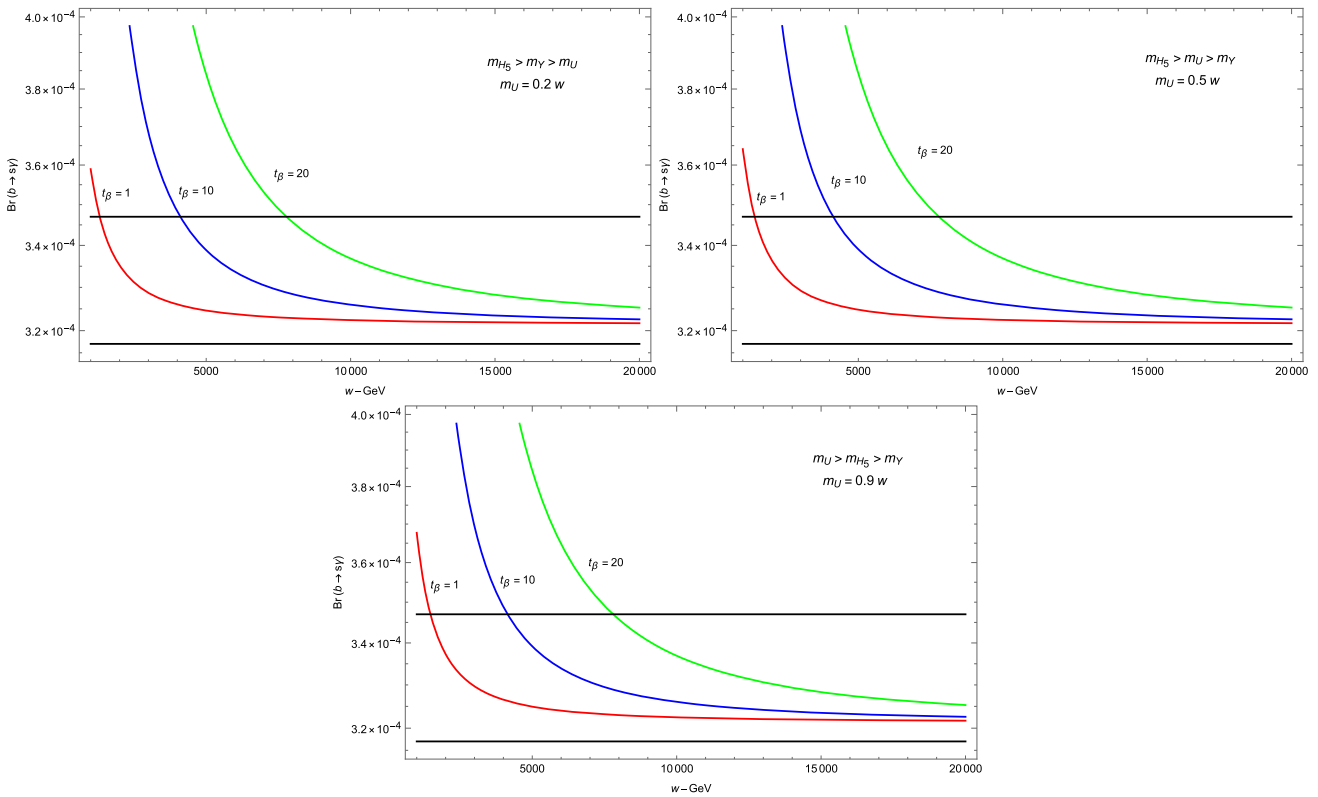 4.0×10⁻⁴
3.8×10⁻⁴
3.6×10⁻⁴
3.4×10⁻⁴
3.2×10⁻⁴
Br (b → sγ)
m_{H_5} > m_Y > m_U
m_U = 0.2 w
t_β = 1
t_β = 10
t_β = 20
5000
10000
15000
20000
w – GeV
4.0×10⁻⁴
3.8×10⁻⁴
3.6×10⁻⁴
3.4×10⁻⁴
3.2×10⁻⁴
Br (b → sγ)
m_{H_5} > m_U > m_Y
m_U = 0.5 w
t_β = 1
t_β = 10
t_β = 20
5000
10000
15000
20000
w – GeV
4.0×10⁻⁴
3.8×10⁻⁴
3.6×10⁻⁴
3.4×10⁻⁴
3.2×10⁻⁴
Br (b → sγ)
m_U > m_{H_5} > m_Y
m_U = 0.9 w
t_β = 1
t_β = 10
t_β = 20
5000
10000
15000
20000
w – GeV